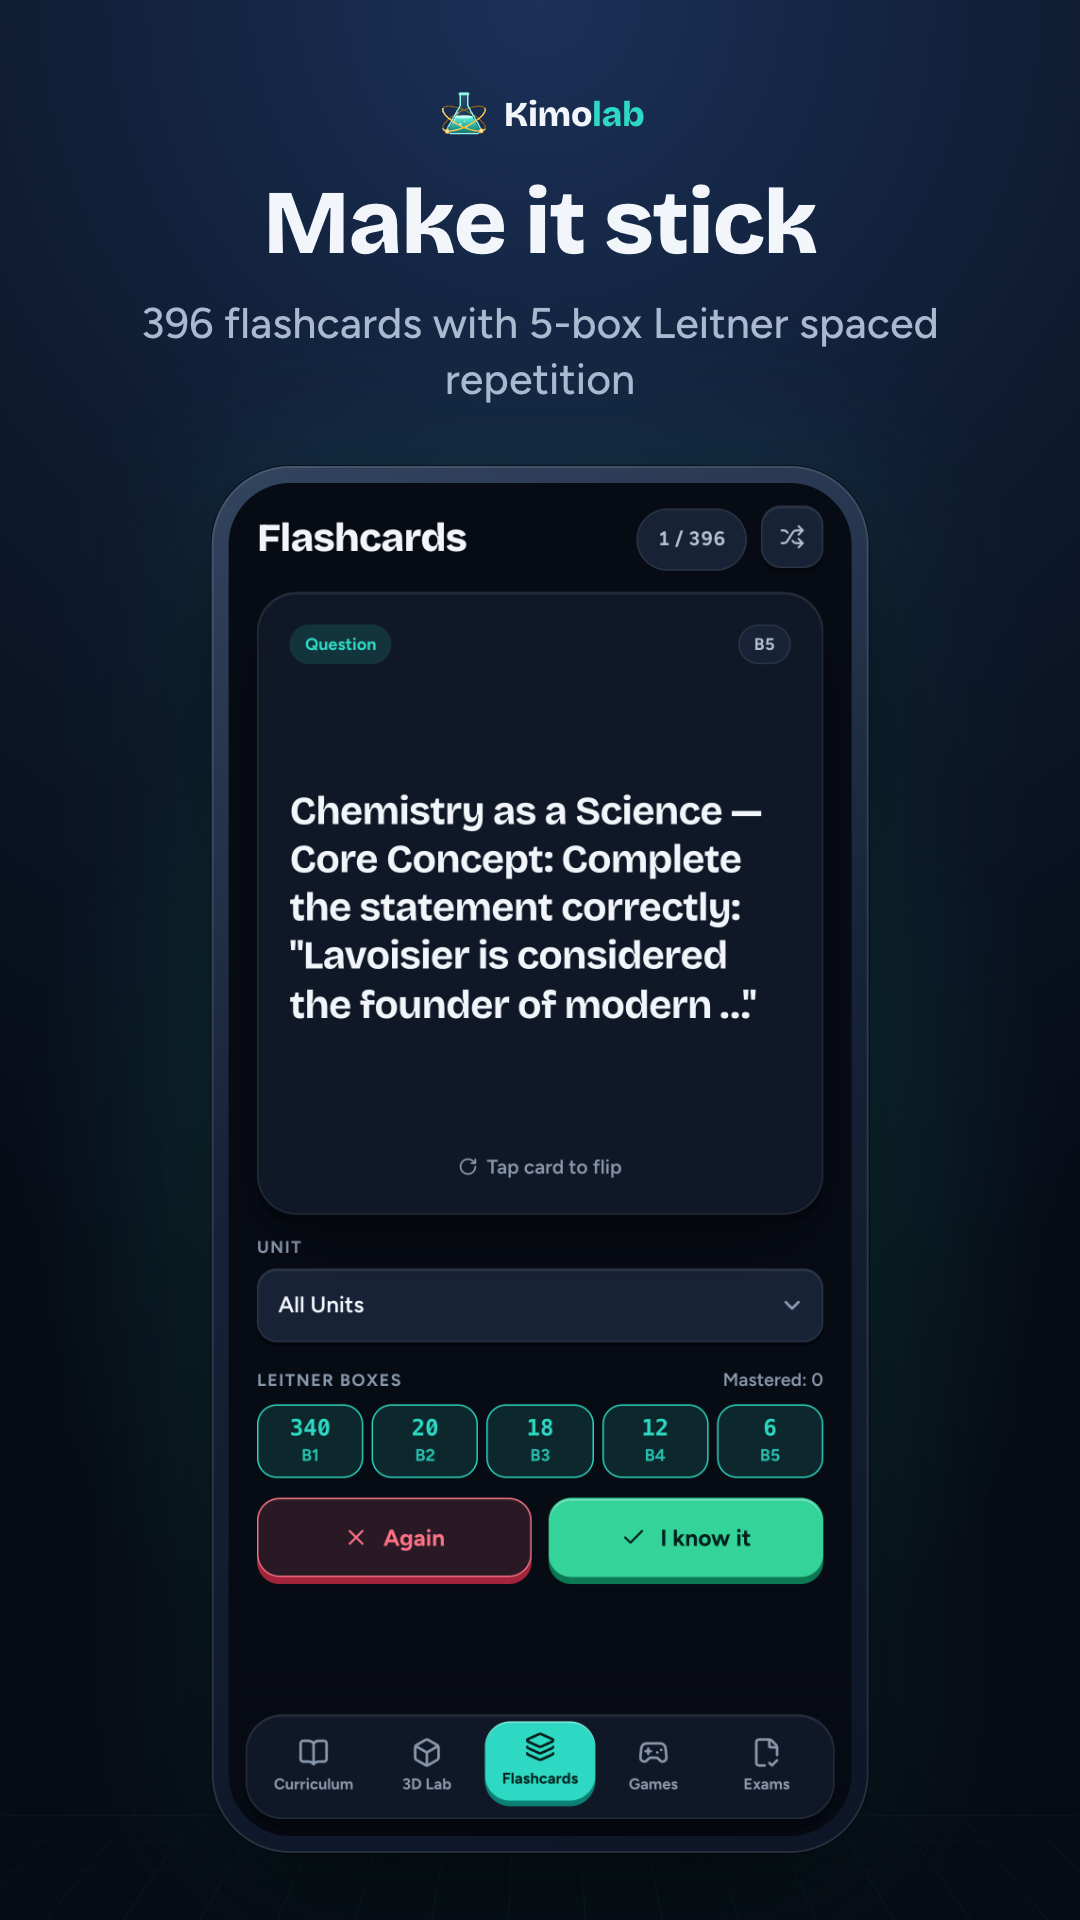 Kimolab
Make it stick
396 flashcards with 5-box Leitner spaced
repetition
Flashcards
1 / 396
Question
B5
Chemistry as a Science —
Core Concept: Complete
the statement correctly:
"Lavoisier is considered
the founder of modern ..."
Tap card to flip
UNIT
All Units
LEITNER BOXES
Mastered: 0
340
B1
20
B2
18
B3
12
B4
6
B5
Again
I know it
Curriculum
3D Lab
Flashcards
Games
Exams